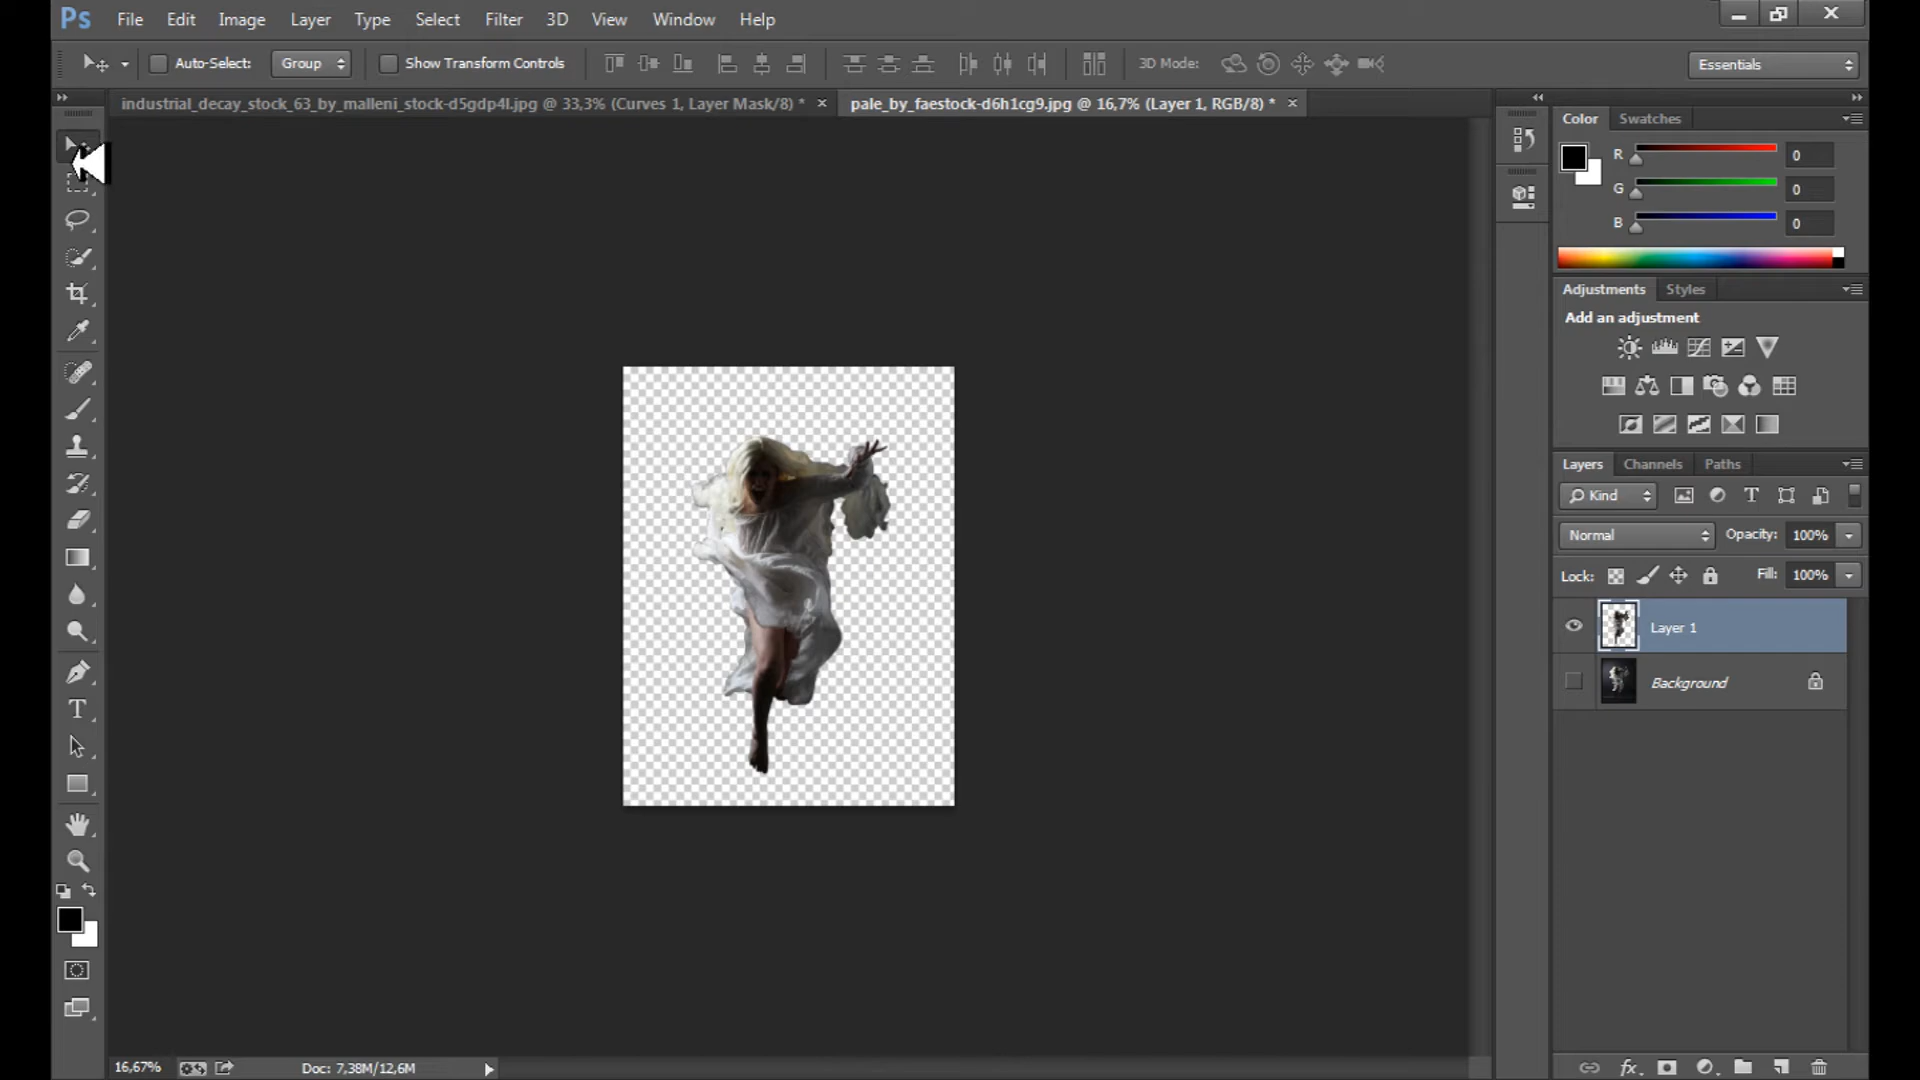 Ps File Edit Image Layer Type Select Filter 3D View Window Help
Auto-Select: Group Show Transform Controls 3D Mode: Essentials
industrial_decay_stock_63_by_malleni_stock-d5gdp4l.jpg @ 33,3% (Curves 1, Layer Mask/8) * × pale_by_faestock-d6h1cg9.jpg @ 16,7% (Layer 1, RGB/8) * ×
Color Swatches
R 0
G 0
B 0
Adjustments Styles
Add an adjustment
Layers Channels Paths
Kind
Normal Opacity: 100%
Lock: Fill: 100%
Layer 1
Background
16,67% Doc: 7,38M/12,6M